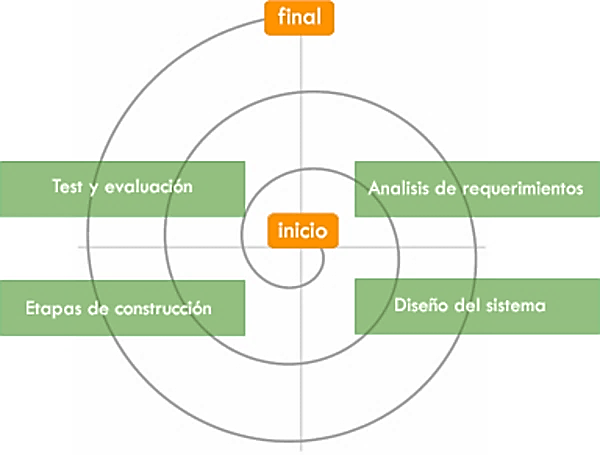 final
Test y evaluación
Analisis de requerimientos
inicio
Etapas de construcción
Diseño del sistema